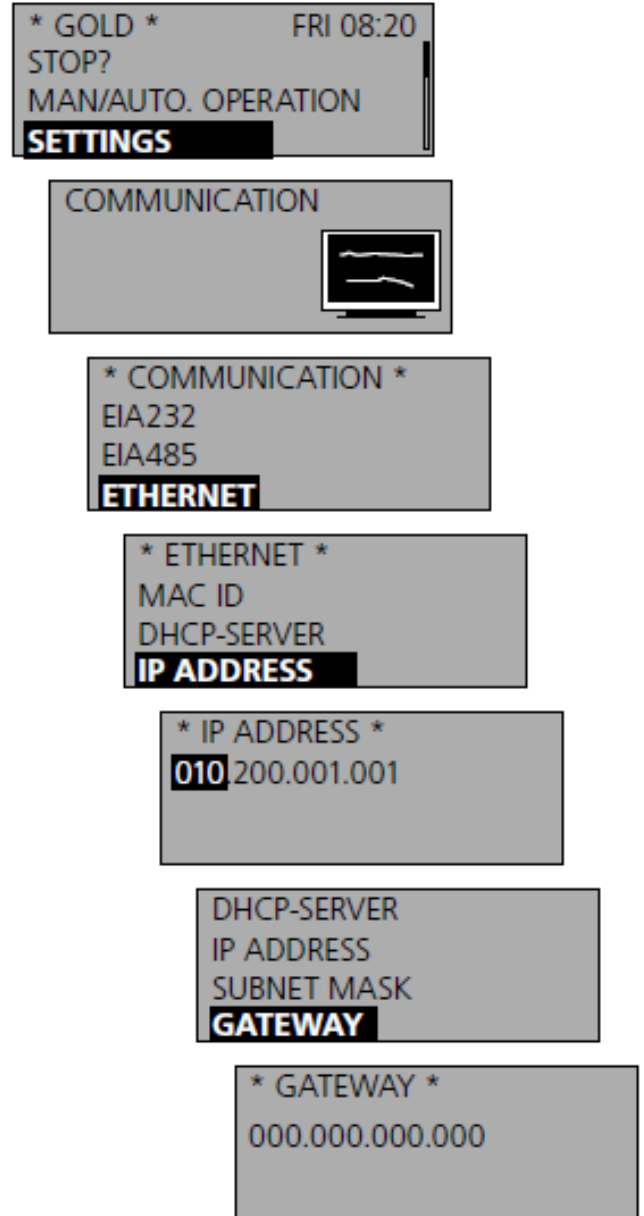 * GOLD * FRI 08:20
STOP?
MAN/AUTO. OPERATION
SETTINGS
COMMUNICATION
* COMMUNICATION *
EIA232
EIA485
ETHERNET
* ETHERNET *
MAC ID
DHCP-SERVER
IP ADDRESS
* IP ADDRESS *
010.200.001.001
DHCP-SERVER
IP ADDRESS
SUBNET MASK
GATEWAY
* GATEWAY *
000.000.000.000